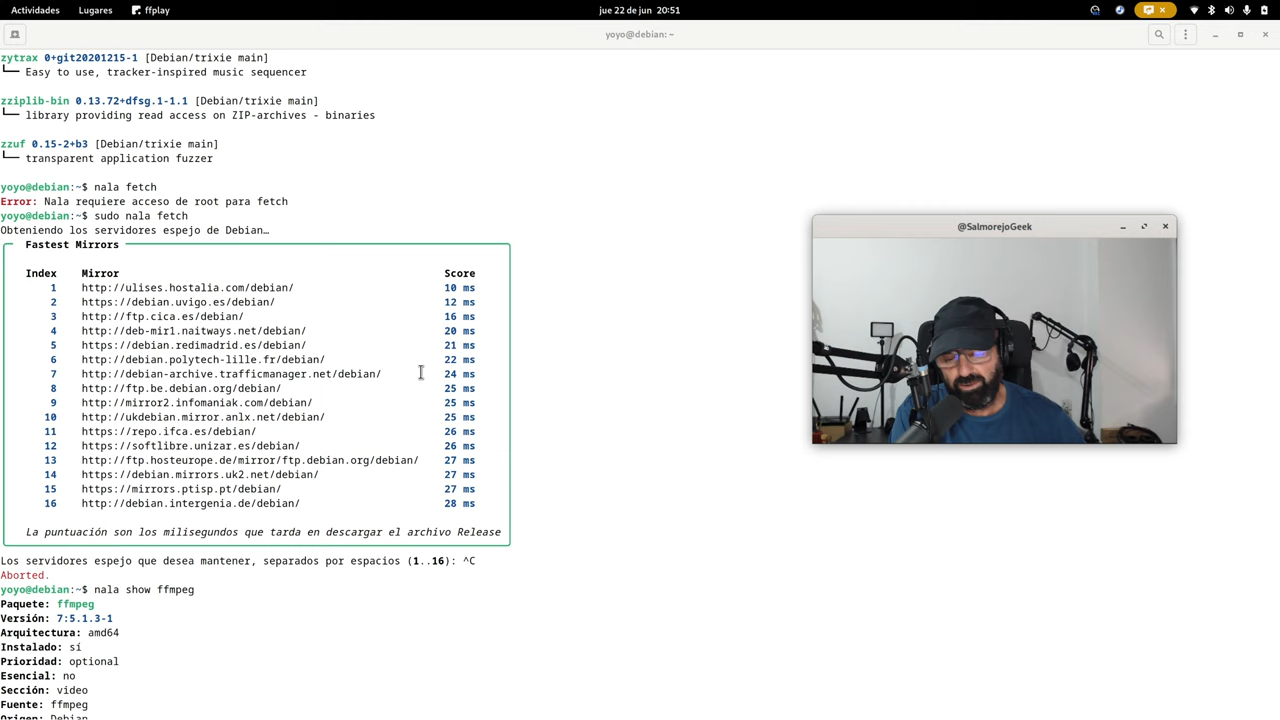 Actividades Lugares ffplay jue 22 de jun 20:51
yoyo@debian: ~
zytrax 0+git20201215-1 [Debian/trixie main]
└── Easy to use, tracker-inspired music sequencer
zziplib-bin 0.13.72+dfsg.1-1.1 [Debian/trixie main]
└── library providing read access on ZIP-archives - binaries
zzuf 0.15-2+b3 [Debian/trixie main]
└── transparent application fuzzer
yoyo@debian:~$ nala fetch
Error: Nala requiere acceso de root para fetch
yoyo@debian:~$ sudo nala fetch
Obteniendo los servidores espejo de Debian…
Fastest Mirrors
Index Mirror Score
1 http://ulises.hostalia.com/debian/ 10 ms
2 https://debian.uvigo.es/debian/ 12 ms
3 http://ftp.cica.es/debian/ 16 ms
4 http://deb-mir1.naitways.net/debian/ 20 ms
5 https://debian.redimadrid.es/debian/ 21 ms
6 http://debian.polytech-lille.fr/debian/ 22 ms
7 http://debian-archive.trafficmanager.net/debian/ 24 ms
8 http://ftp.be.debian.org/debian/ 25 ms
9 http://mirror2.infomaniak.com/debian/ 25 ms
10 http://ukdebian.mirror.anlx.net/debian/ 25 ms
11 https://repo.ifca.es/debian/ 26 ms
12 https://softlibre.unizar.es/debian/ 26 ms
13 http://ftp.hosteurope.de/mirror/ftp.debian.org/debian/ 27 ms
14 https://debian.mirrors.uk2.net/debian/ 27 ms
15 https://mirrors.ptisp.pt/debian/ 27 ms
16 http://debian.intergenia.de/debian/ 28 ms
La puntuación son los milisegundos que tarda en descargar el archivo Release
Los servidores espejo que desea mantener, separados por espacios (1..16): ^C
Aborted.
yoyo@debian:~$ nala show ffmpeg
Paquete: ffmpeg
Versión: 7:5.1.3-1
Arquitectura: amd64
Instalado: sí
Prioridad: optional
Esencial: no
Sección: video
Fuente: ffmpeg
Origen: Debian
@SalmorejoGeek